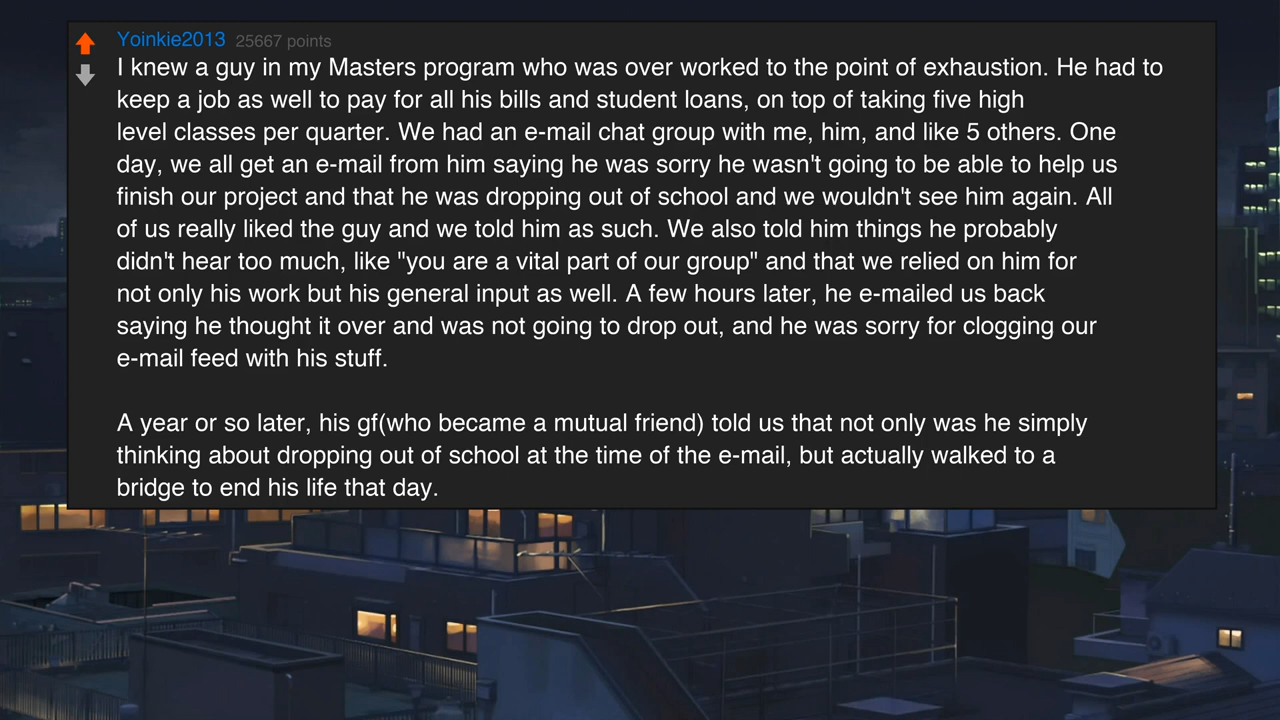 Yoinkie2013 25667 points
I knew a guy in my Masters program who was over worked to the point of exhaustion. He had to
keep a job as well to pay for all his bills and student loans, on top of taking five high
level classes per quarter. We had an e-mail chat group with me, him, and like 5 others. One
day, we all get an e-mail from him saying he was sorry he wasn't going to be able to help us
finish our project and that he was dropping out of school and we wouldn't see him again. All
of us really liked the guy and we told him as such. We also told him things he probably
didn't hear too much, like "you are a vital part of our group" and that we relied on him for
not only his work but his general input as well. A few hours later, he e-mailed us back
saying he thought it over and was not going to drop out, and he was sorry for clogging our
e-mail feed with his stuff.
A year or so later, his gf(who became a mutual friend) told us that not only was he simply
thinking about dropping out of school at the time of the e-mail, but actually walked to a
bridge to end his life that day.